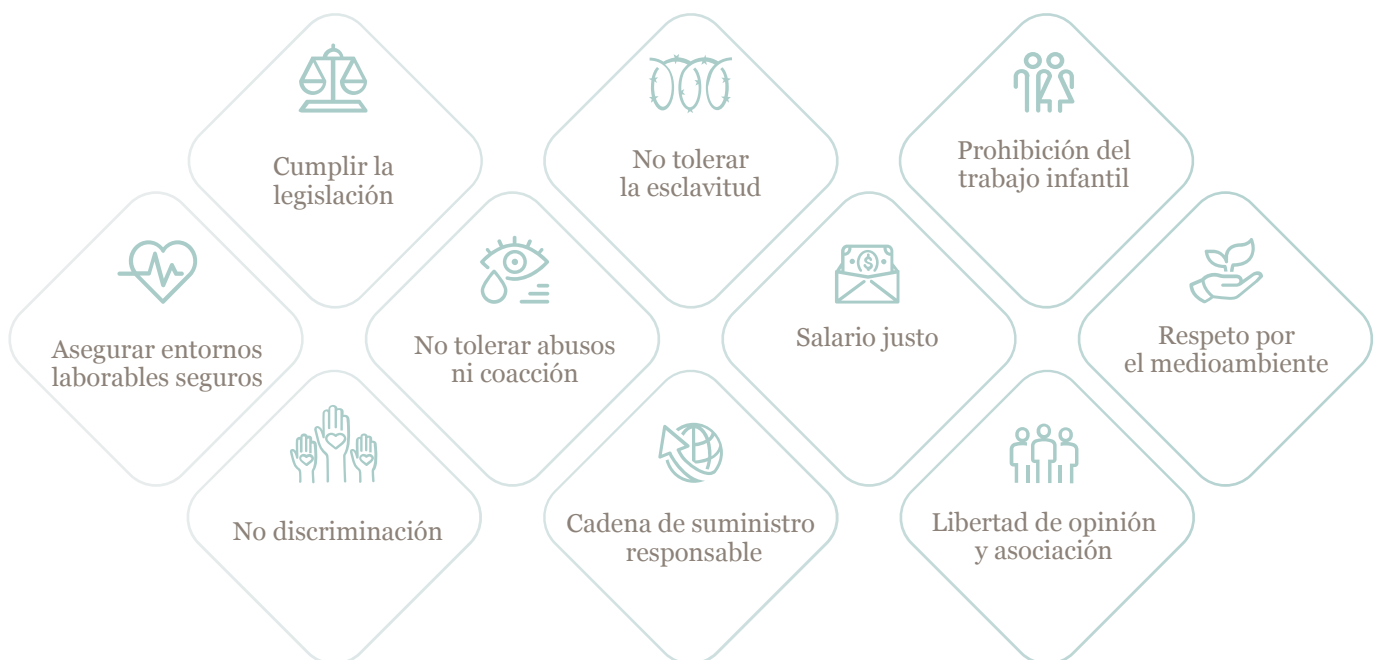 Cumplir la
legislación
No tolerar
la esclavitud
Prohibición del
trabajo infantil
Asegurar entornos
laborables seguros
No tolerar abusos
ni coacción
Salario justo
Respeto por
el medioambiente
No discriminación
Cadena de suministro
responsable
Libertad de opinión
y asociación